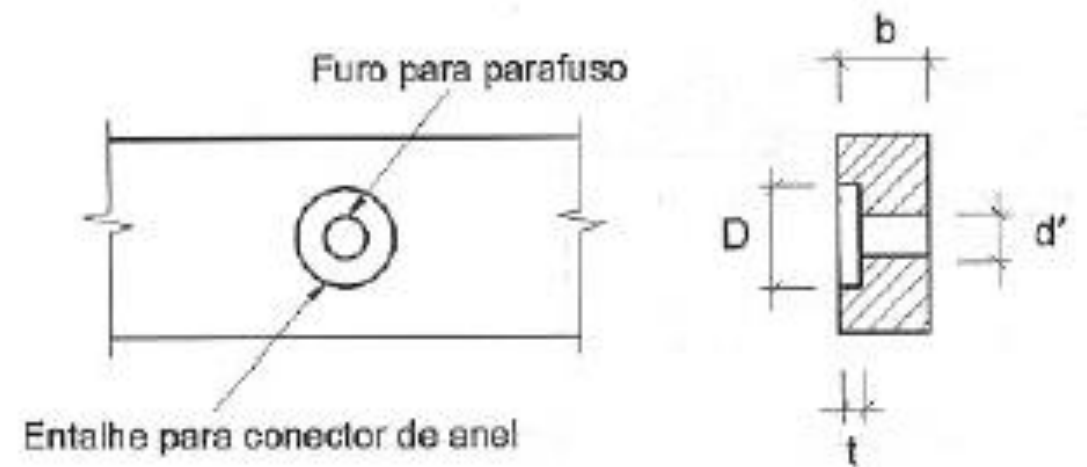 b
Furo para parafuso
D
d'
Entalhe para conector de anel
t